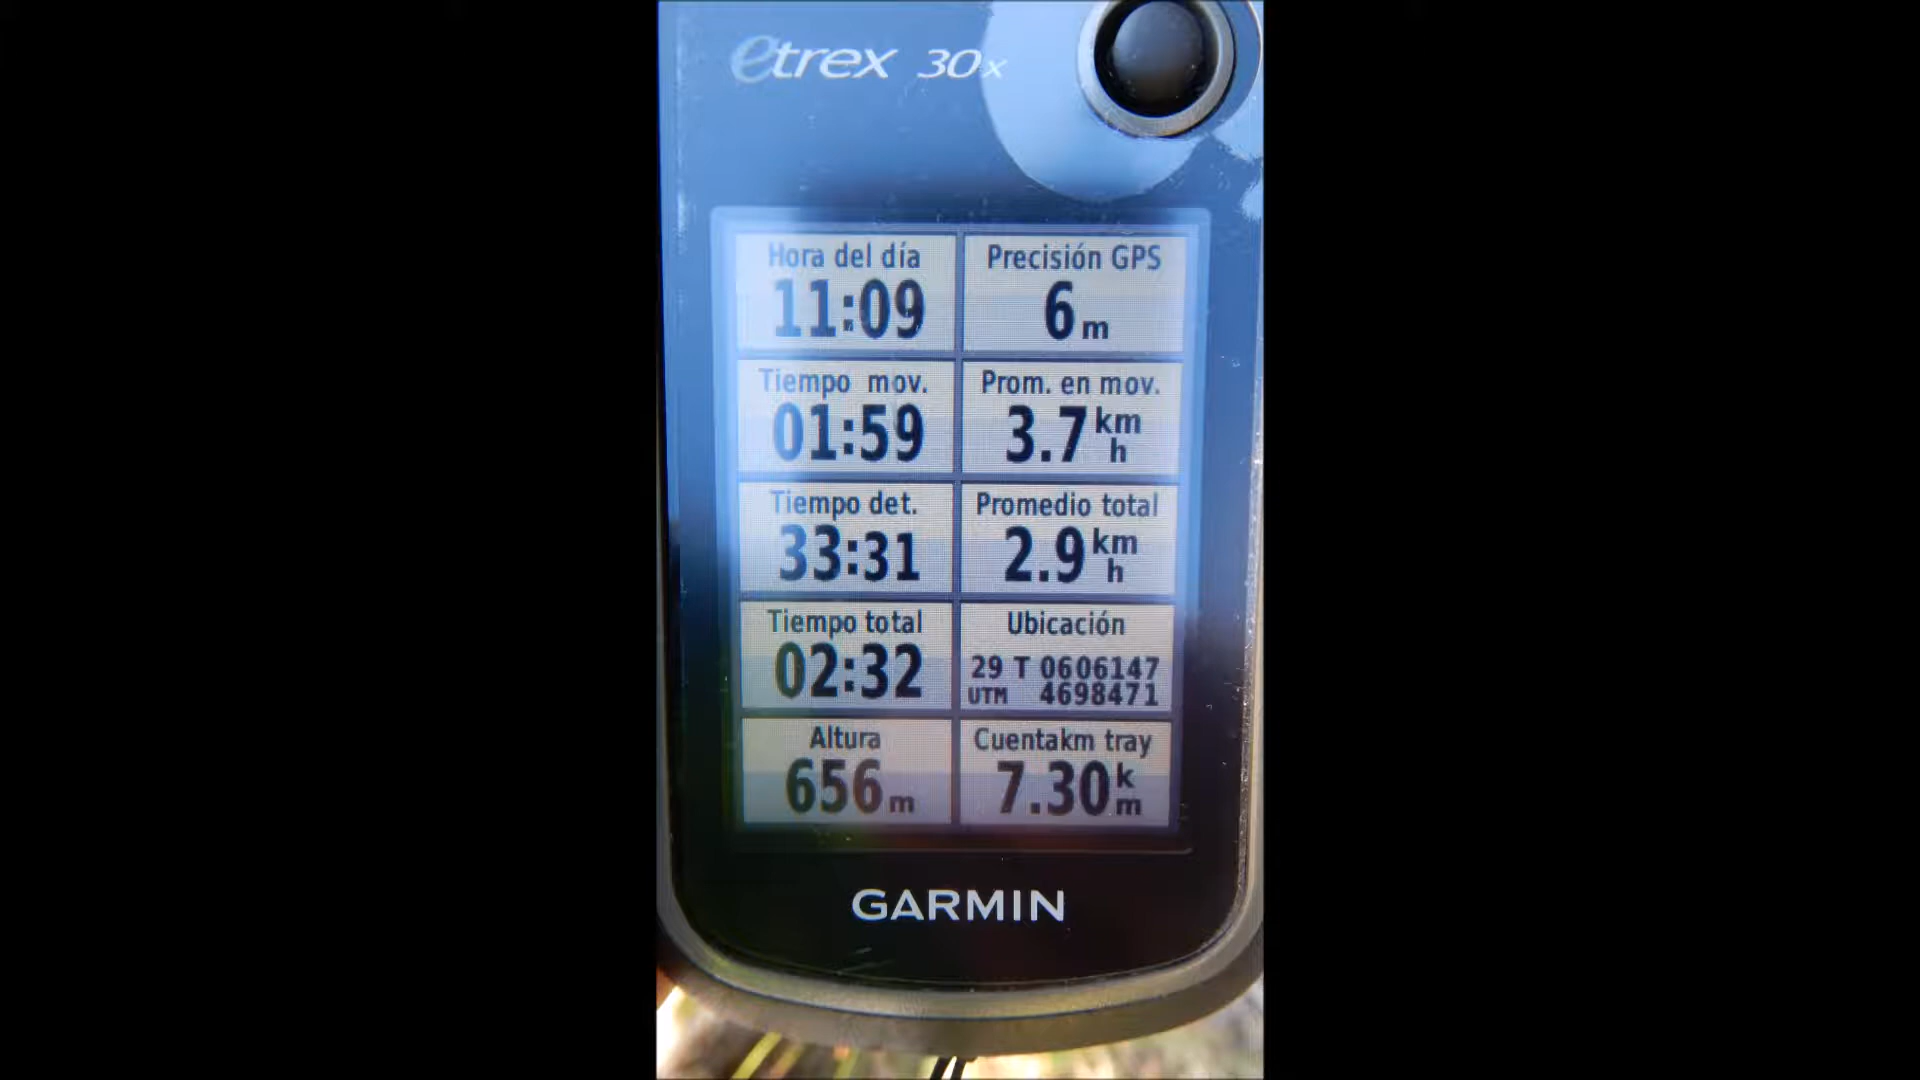 etrex 30x
Hora del día
11:09
Precisión GPS
6 m
Tiempo mov.
01:59
Prom. en mov.
3.7 km h
Tiempo det.
33:31
Promedio total
2.9 km h
Tiempo total
02:32
Ubicación
29 T 0606147
UTM 4698471
Altura
656 m
Cuentakm tray
7.30 k m
GARMIN